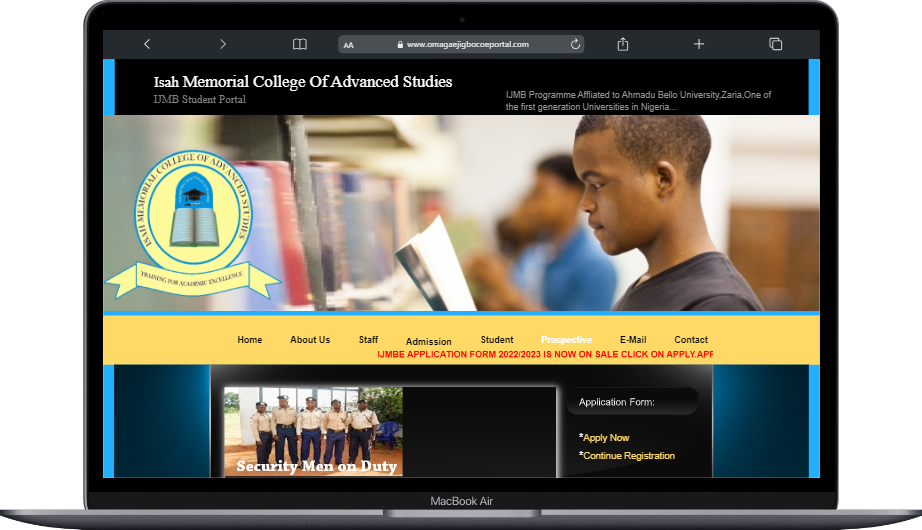 AA www.omagaejigbocoeportal.com
Isah Memorial College Of Advanced Studies
IJMB Student Portal
IJMB Programme Affliated to Ahmadu Bello University,Zaria,One of
the first generation Universities in Nigeria...
ISAH MEMORIAL COLLEGE OF ADVANCED STUDIES
TRAINING FOR ACADEMIC EXCELLENCE
Home About Us Staff Admission Student Prospective E-Mail Contact
IJMBE APPLICATION FORM 2022/2023 IS NOW ON SALE CLICK ON APPLY.APF
Application Form:
*Apply Now
*Continue Registration
Security Men on Duty
MacBook Air